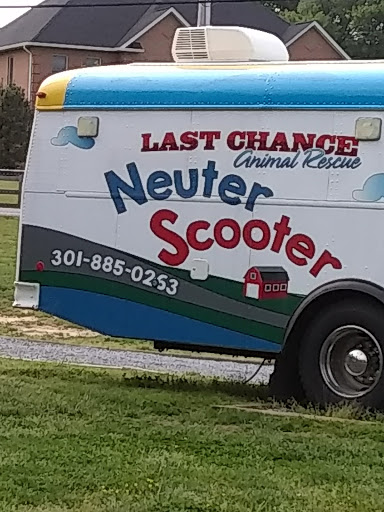 LAST CHANCE
Animal Rescue
Neuter
Scooter
301-885-0253